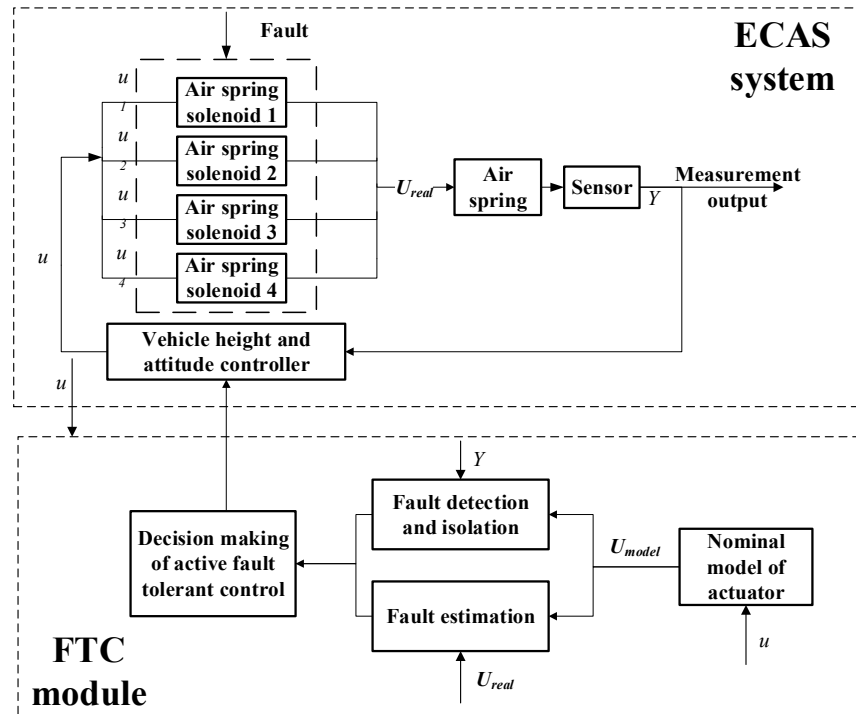 Fault
ECAS
system
u
1
Air spring
solenoid 1
u
2
Air spring
solenoid 2
u
3
Air spring
solenoid 3
u
4
Air spring
solenoid 4
U_real
Air
spring
Sensor
Y
Measurement
output
u
Vehicle height and
attitude controller
u
Y
Fault detection
and isolation
Decision making
of active fault
tolerant control
U_model
Nominal
model of
actuator
Fault estimation
u
U_real
FTC
module